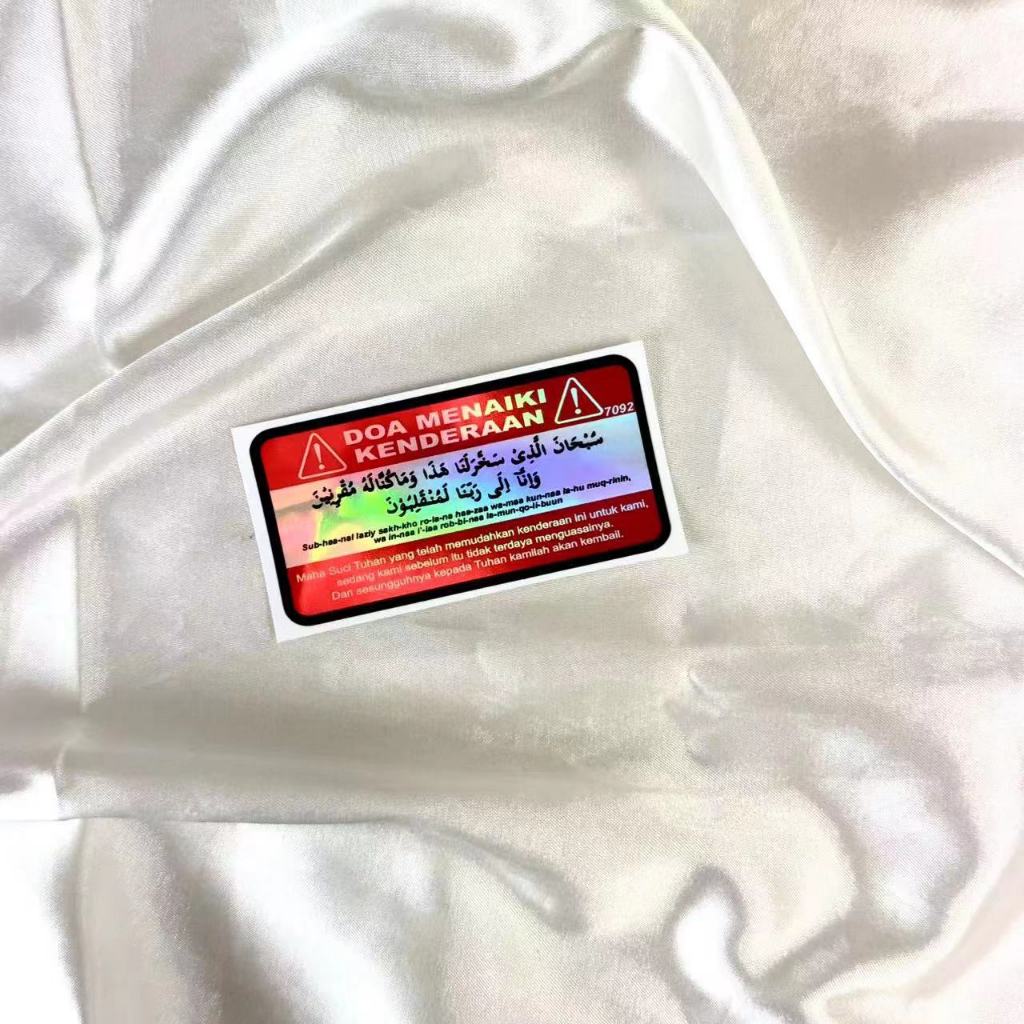 DOA MENAIKI
KENDERAAN
7092
سُبْحَانَ الَّذِيْ سَخَّرَلَنَا هَذَا وَمَاكُنَّالَهُ مُقْرِنِيْنَ
وَاِنَّآ اِلَى رَبِّنَا لَمُنْقَلِبُوْنَ
Sub-haa-nal laziy sakh-kho ro-la-na haa-zaa wa-maa kun-naa la-hu muq-rinin,
wa in-naa i'-laa rob-bi-naa la-mun-qo-li-buun
Maha Suci Tuhan yang telah memudahkan kenderaan ini untuk kami,
sedang kami sebelum itu tidak terdaya menguasainya.
Dan sesungguhnya kepada Tuhan kamilah akan kembali.